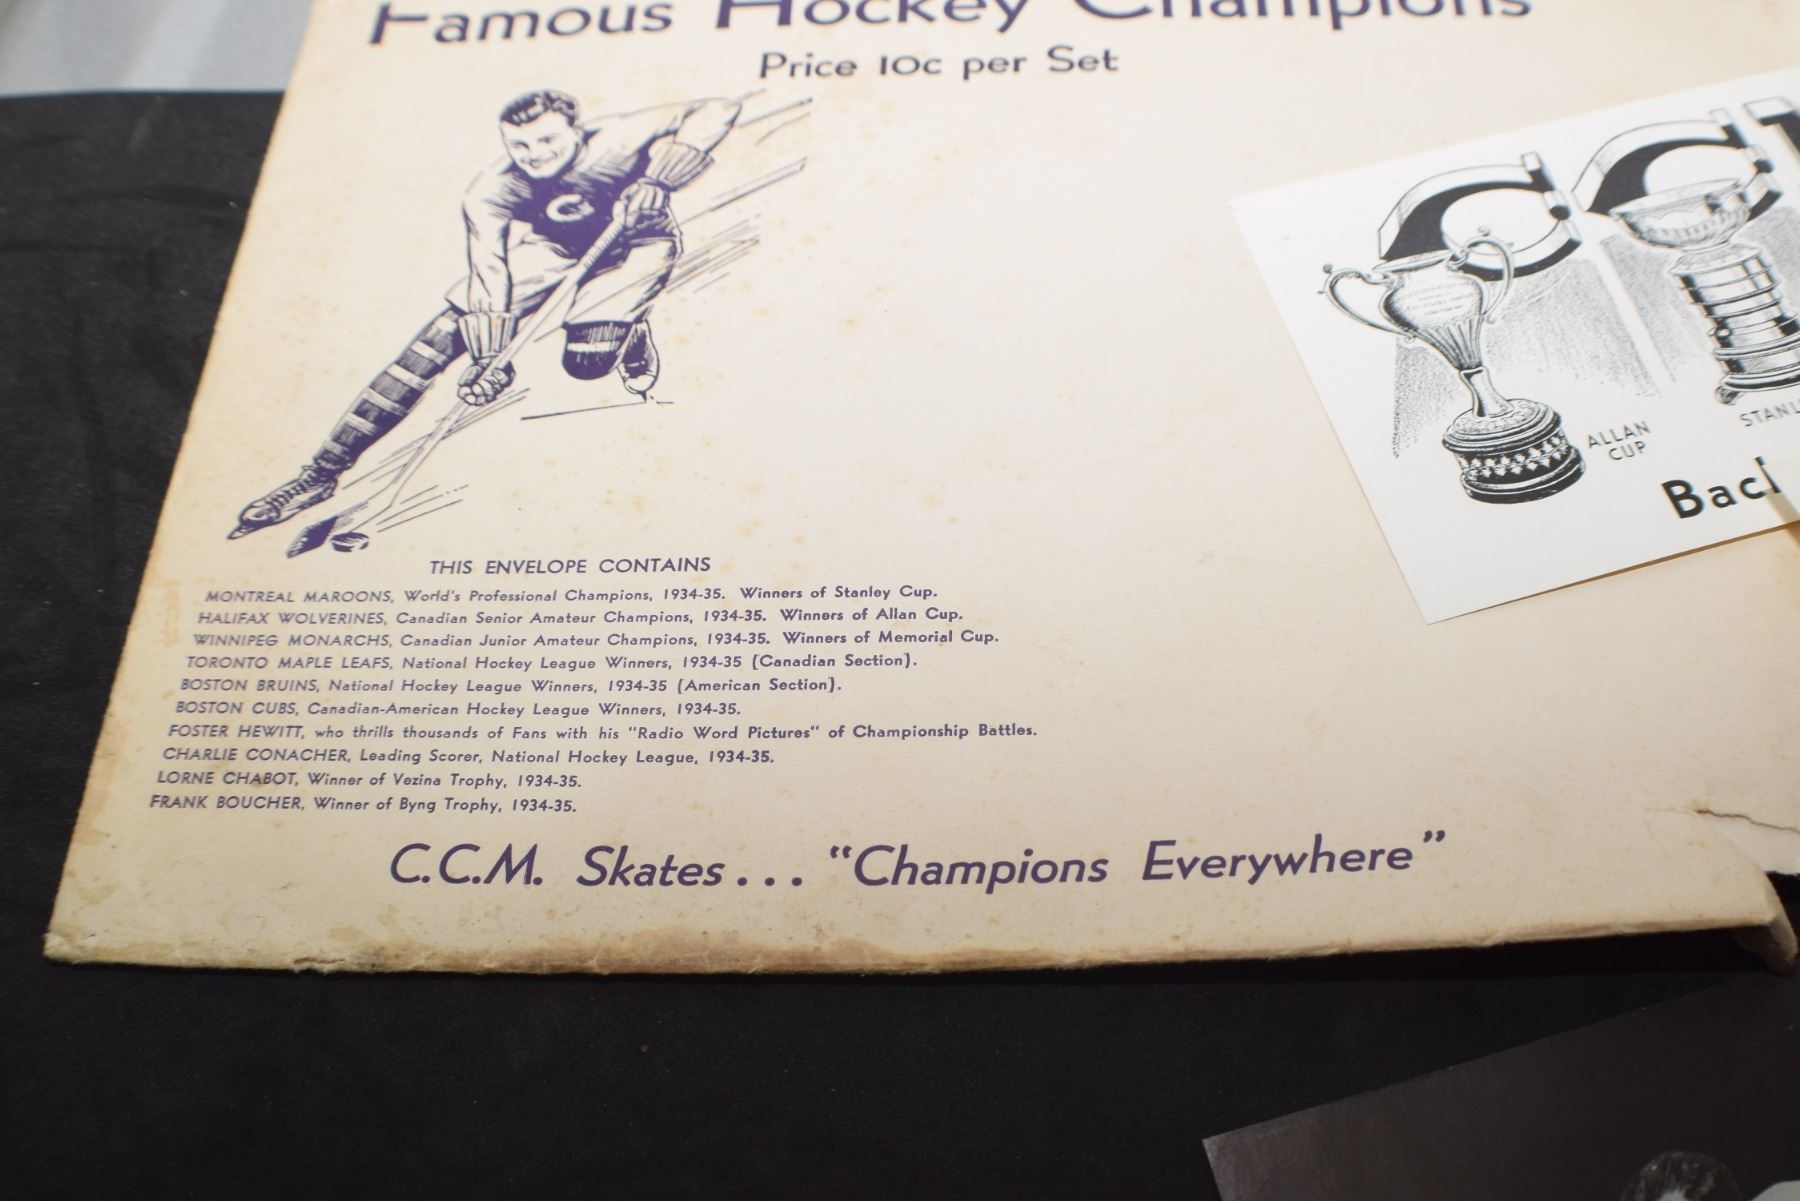 Famous Hockey Champions
Price 10c per Set
C
THIS ENVELOPE CONTAINS
MONTREAL MAROONS, World's Professional Champions, 1934-35. Winners of Stanley Cup.
HALIFAX WOLVERINES, Canadian Senior Amateur Champions, 1934-35. Winners of Allan Cup.
WINNIPEG MONARCHS, Canadian Junior Amateur Champions, 1934-35. Winners of Memorial Cup.
TORONTO MAPLE LEAFS, National Hockey League Winners, 1934-35 (Canadian Section).
BOSTON BRUINS, National Hockey League Winners, 1934-35 (American Section).
BOSTON CUBS, Canadian-American Hockey League Winners, 1934-35.
FOSTER HEWITT, who thrills thousands of Fans with his "Radio Word Pictures" of Championship Battles.
CHARLIE CONACHER, Leading Scorer, National Hockey League, 1934-35.
LORNE CHABOT, Winner of Vezina Trophy, 1934-35.
FRANK BOUCHER, Winner of Byng Trophy, 1934-35.
C.C.M. Skates... "Champions Everywhere"
CC
ALLAN
CUP
STANL
Back